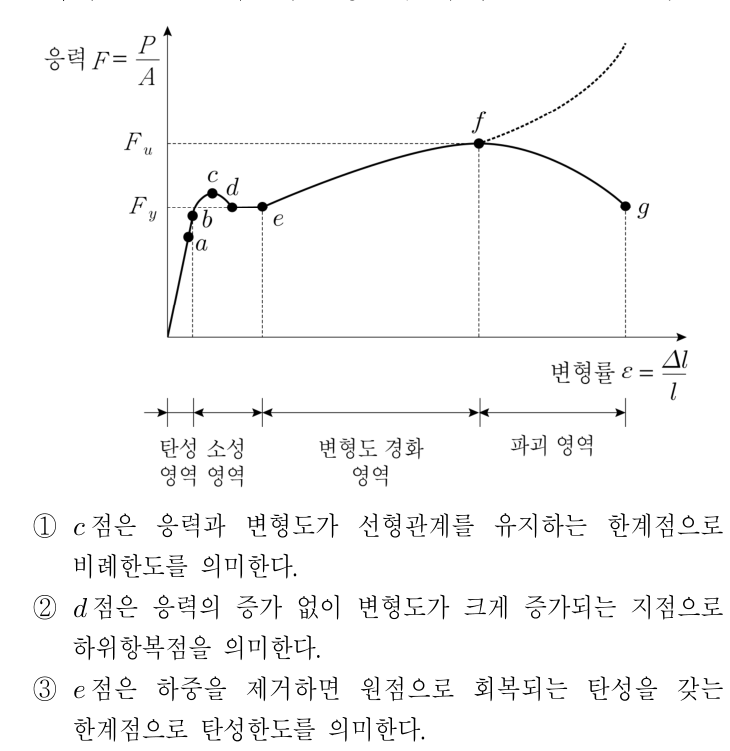 응력 F = P/A
F_u
F_y
f
c
d
b
a
e
g
변형률 ε = Δl/l
탄성 영역
소성 영역
변형도 경화 영역
파괴 영역
① c점은 응력과 변형도가 선형관계를 유지하는 한계점으로
비례한도를 의미한다.
② d점은 응력의 증가 없이 변형도가 크게 증가되는 지점으로
하위항복점을 의미한다.
③ e점은 하중을 제거하면 원점으로 회복되는 탄성을 갖는
한계점으로 탄성한도를 의미한다.